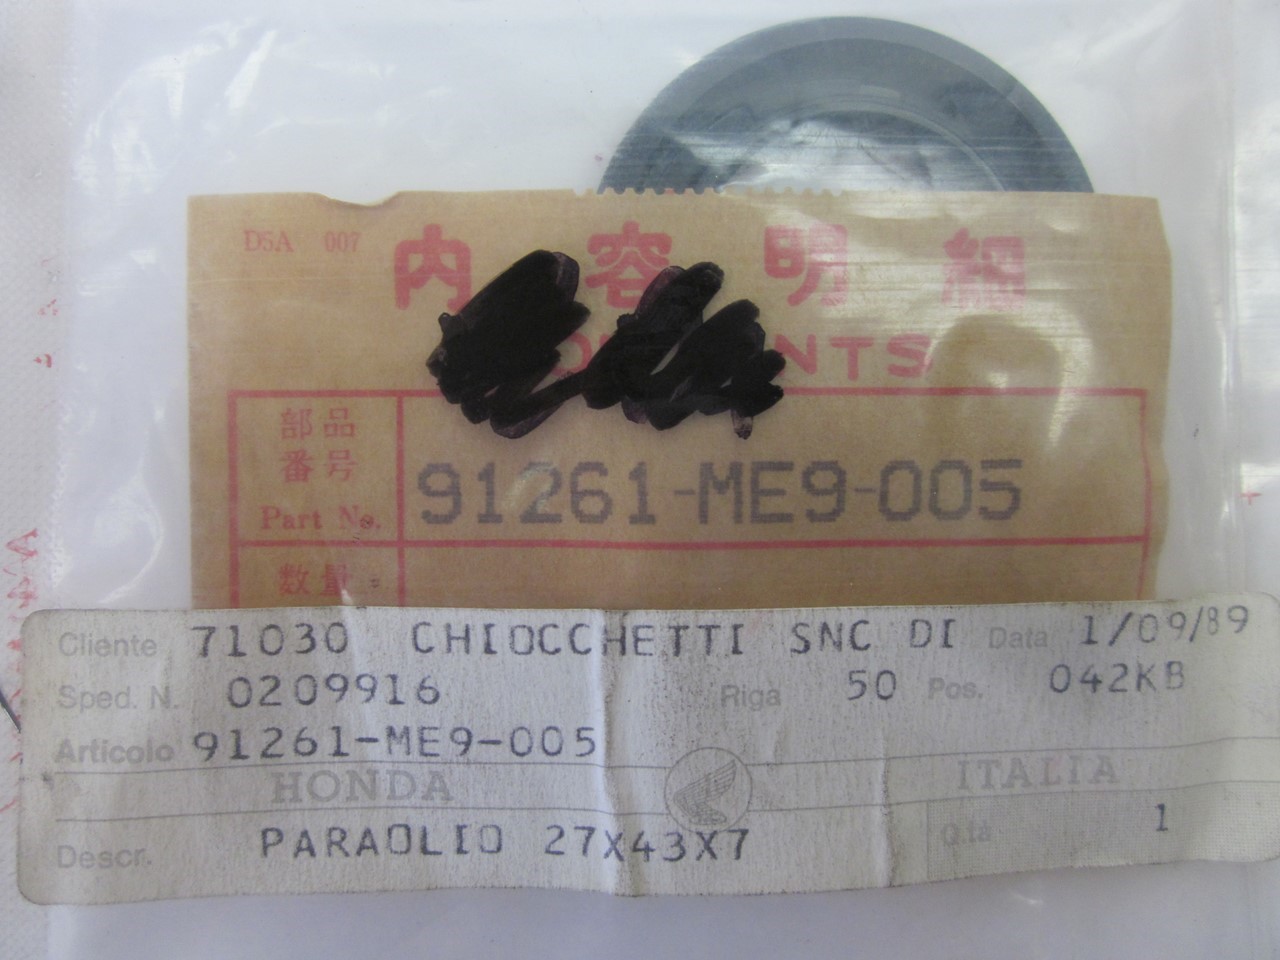 DSA 007
内容明細
部品
番号
Part No.
91261-ME9-005
数量
Cliente 71030 CHIOCCHETTI SNC DI Data 1/09/89
Sped. N. 0209916 Riga 50 Pos. 042KB
Articolo 91261-ME9-005
HONDA ITALIA
Descr. PARAOLIO 27X43X7 Q.tà 1